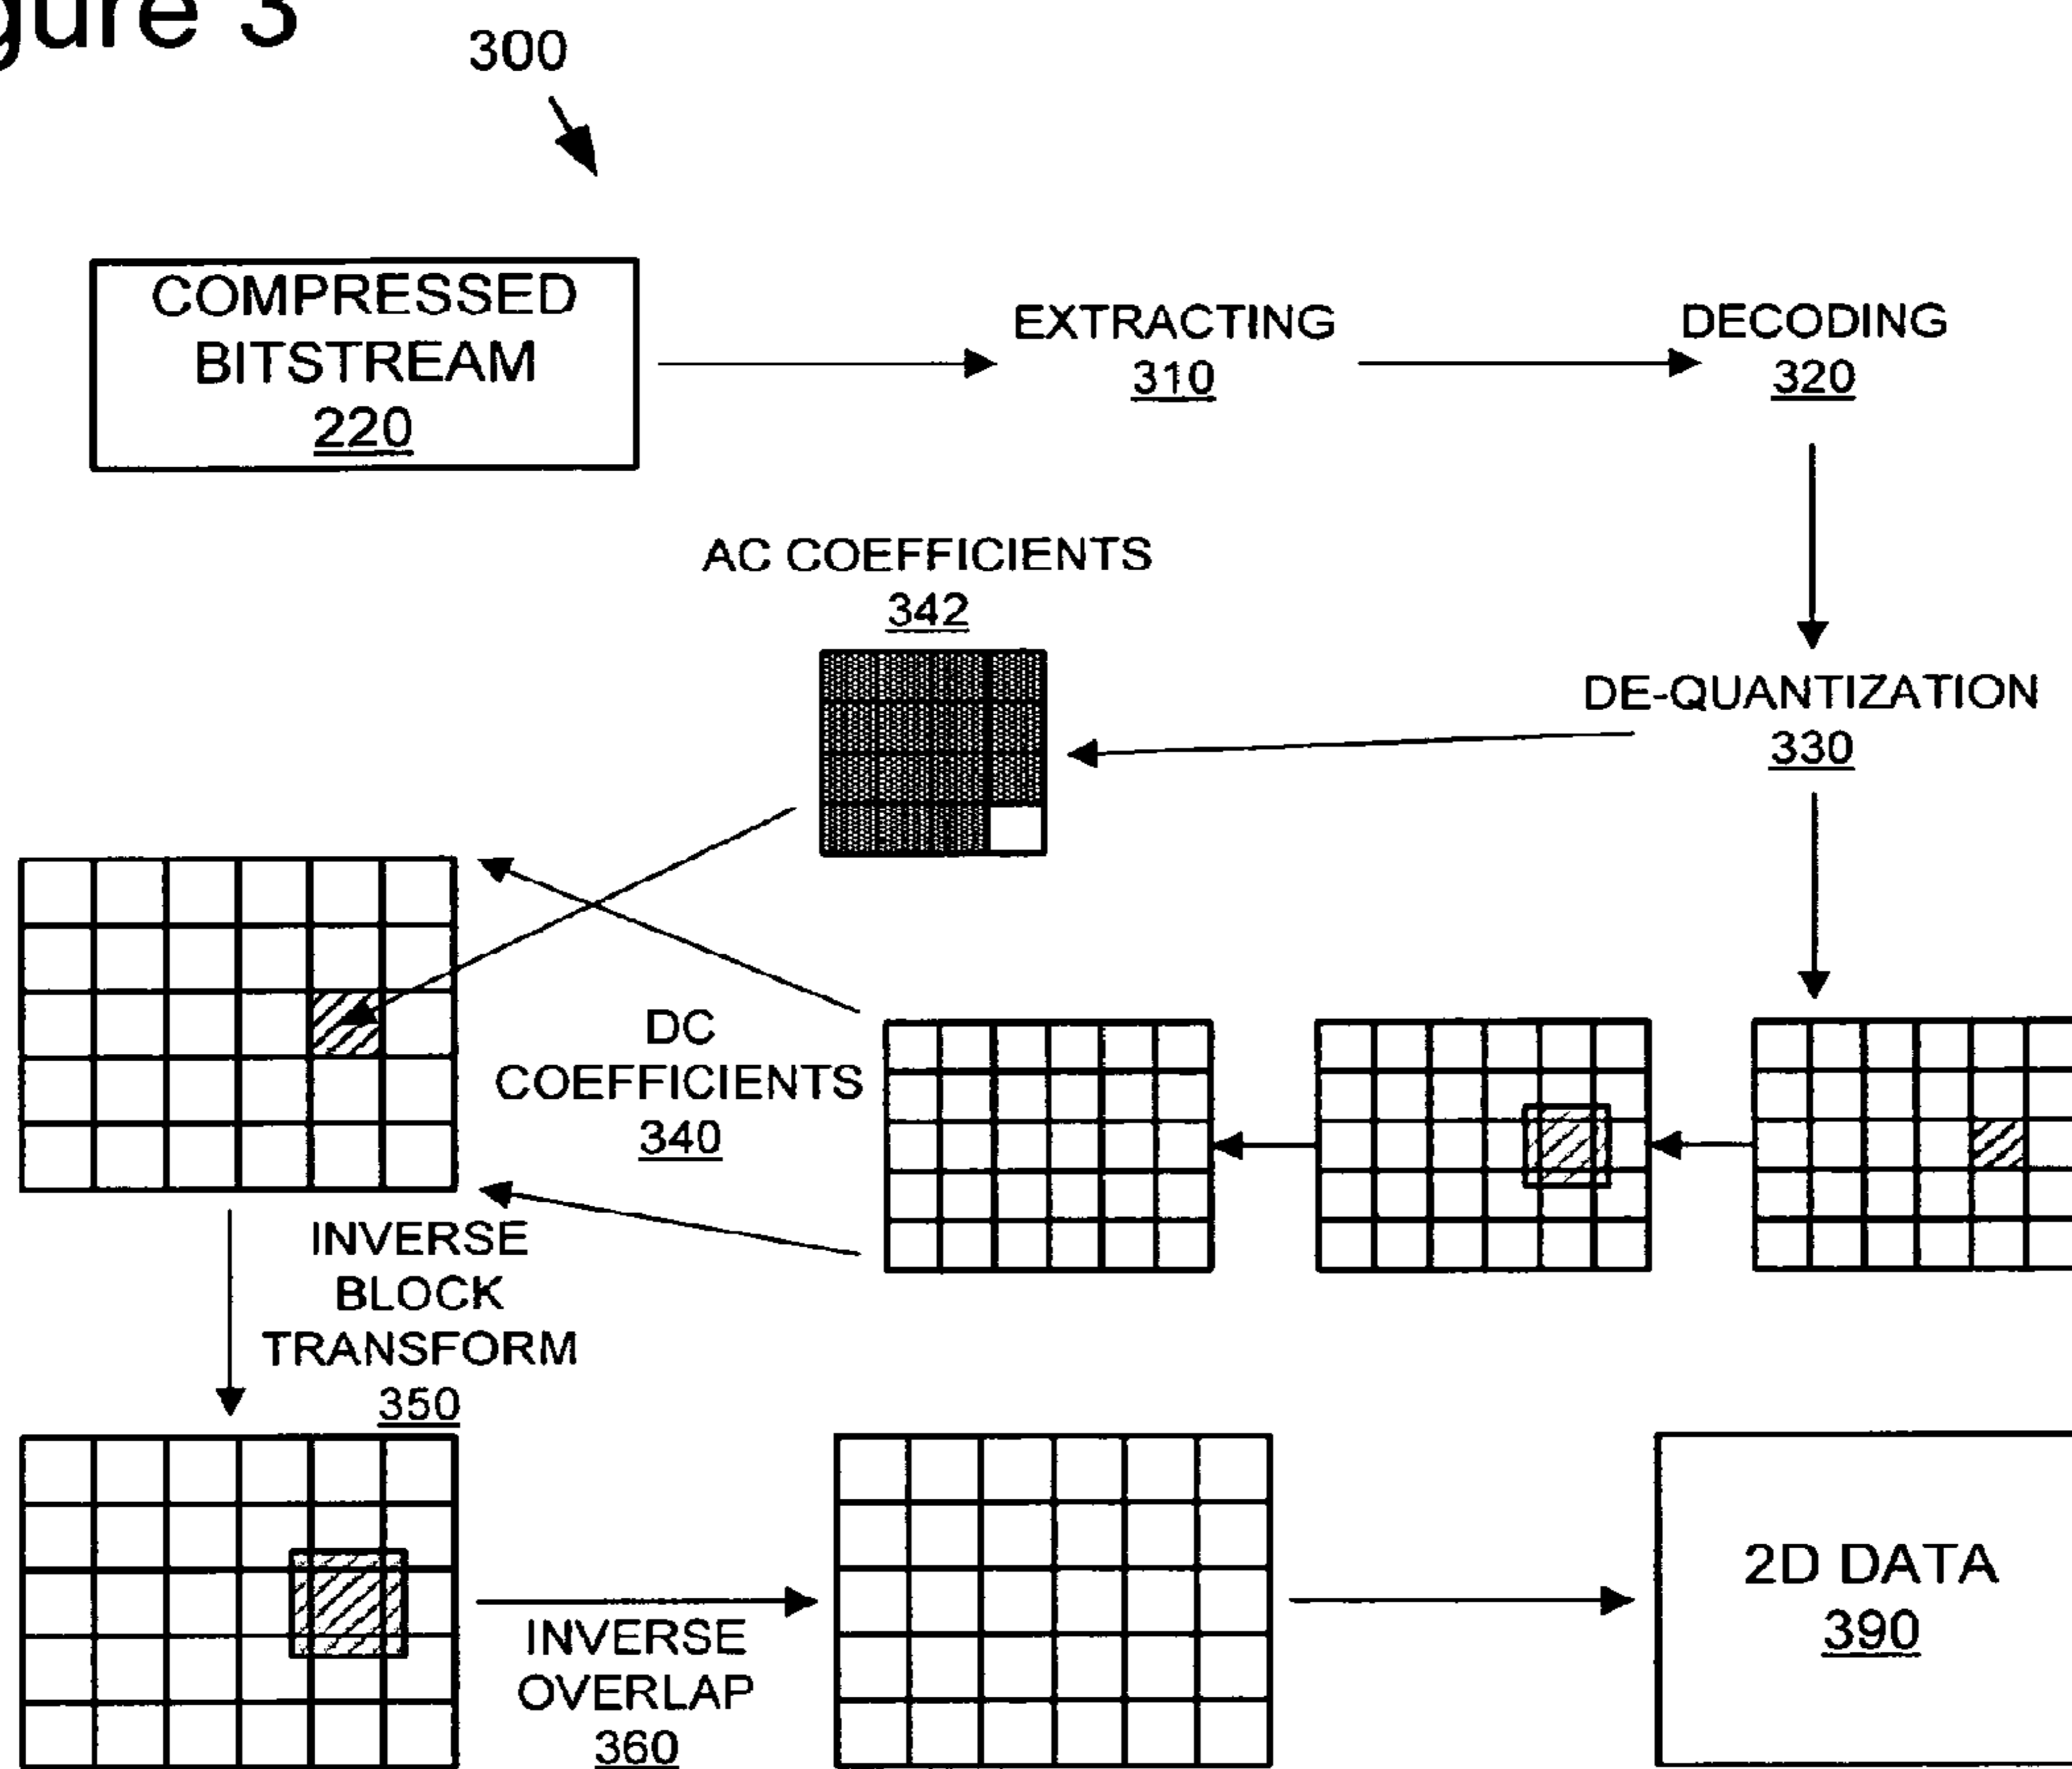 gure 3
300
COMPRESSED
BITSTREAM
220
EXTRACTING
310
DECODING
320
AC COEFFICIENTS
342
DE-QUANTIZATION
330
DC
COEFFICIENTS
340
INVERSE
BLOCK
TRANSFORM
350
INVERSE
OVERLAP
360
2D DATA
390